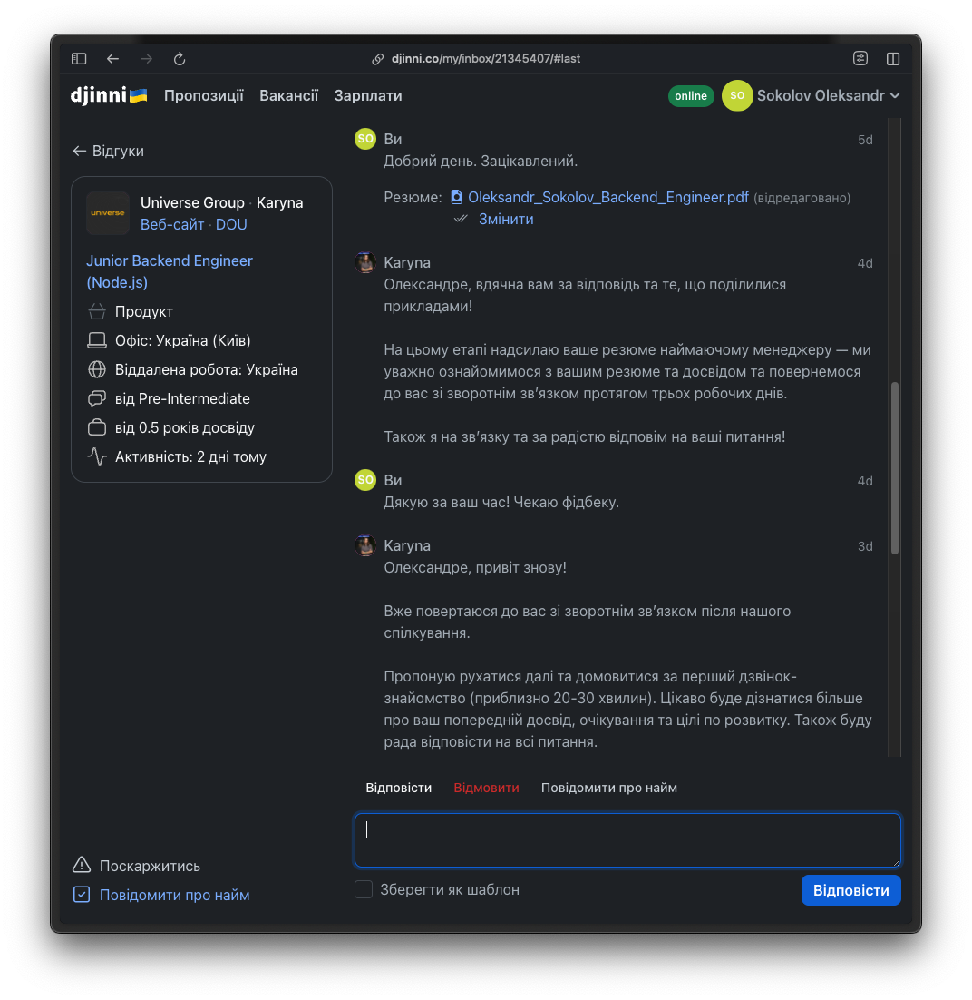 djinni.co/my/inbox/21345407/#last
djinni Пропозиції Вакансії Зарплати online SO Sokolov Oleksandr
← Відгуки
universe
Universe Group · Karyna
Веб-сайт · DOU
Junior Backend Engineer
(Node.js)
Продукт
Офіс: Україна (Київ)
Віддалена робота: Україна
від Pre-Intermediate
від 0.5 років досвіду
Активність: 2 дні тому
Поскаржитись
Повідомити про найм
SO Ви 5d
Добрий день. Зацікавлений.
Резюме: Oleksandr_Sokolov_Backend_Engineer.pdf (відредаговано)
Змінити
Karyna 4d
Олександре, вдячна вам за відповідь та те, що поділилися
прикладами!
На цьому етапі надсилаю ваше резюме наймаючому менеджеру — ми
уважно ознайомимося з вашим резюме та досвідом та повернемося
до вас зі зворотнім зв’язком протягом трьох робочих днів.
Також я на зв’язку та за радістю відповім на ваші питання!
SO Ви 4d
Дякую за ваш час! Чекаю фідбеку.
Karyna 3d
Олександре, привіт знову!
Вже повертаюся до вас зі зворотнім зв’язком після нашого
спілкування.
Пропоную рухатися далі та домовитися за перший дзвінок-
знайомство (приблизно 20-30 хвилин). Цікаво буде дізнатися більше
про ваш попередній досвід, очікування та цілі по розвитку. Також буду
рада відповісти на всі питання.
Відповісти Відмовити Повідомити про найм
Зберегти як шаблон
Відповісти